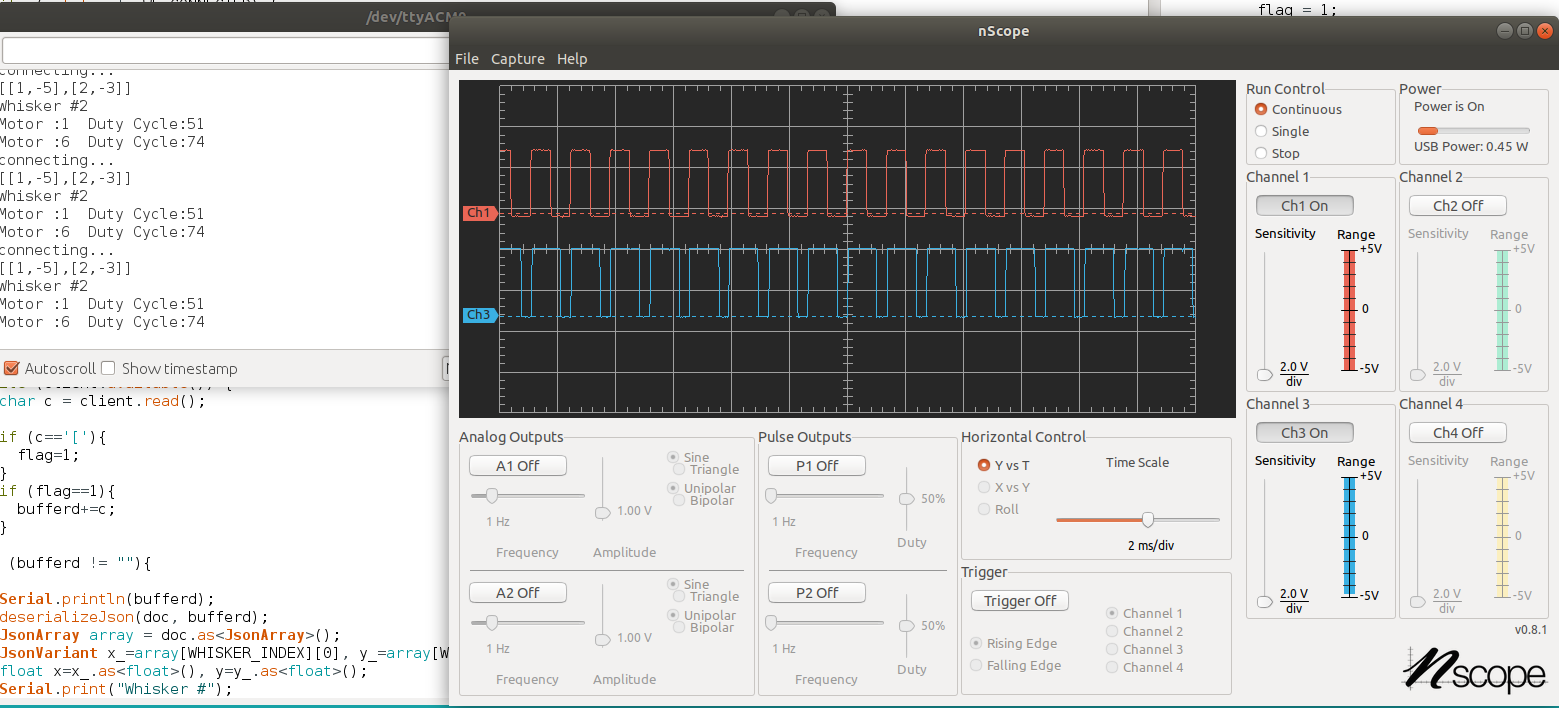 /dev/ttyACM0
flag = 1;
connecting...
[[1,-5],[2,-3]]
Whisker #2
Motor :1 Duty Cycle:51
Motor :6 Duty Cycle:74
connecting...
[[1,-5],[2,-3]]
Whisker #2
Motor :1 Duty Cycle:51
Motor :6 Duty Cycle:74
connecting...
[[1,-5],[2,-3]]
Whisker #2
Motor :1 Duty Cycle:51
Motor :6 Duty Cycle:74
Autoscroll Show timestamp
char c = client.read();
if (c=='['){
flag=1;
}
if (flag==1){
bufferd+=c;
}
(bufferd != ""){
Serial.println(bufferd);
deserializeJson(doc, bufferd);
JsonArray array = doc.as<JsonArray>();
JsonVariant x_=array[WHISKER_INDEX][0], y_=array[W
float x=x_.as<float>(), y=y_.as<float>();
Serial.print("Whisker #");
nScope
File Capture Help
Ch1
Ch3
Run Control
Continuous
Single
Stop
Power
Power is On
USB Power: 0.45 W
Channel 1
Ch1 On
Sensitivity Range
+5V
0
-5V
2.0 V
div
Channel 2
Ch2 Off
Sensitivity Range
+5V
0
-5V
2.0 V
div
Channel 3
Ch3 On
Sensitivity Range
+5V
0
-5V
2.0 V
div
Channel 4
Ch4 Off
Sensitivity Range
+5V
0
-5V
2.0 V
div
Analog Outputs
A1 Off
Sine
Triangle
Unipolar
Bipolar
1 Hz
1.00 V
Frequency Amplitude
A2 Off
Sine
Triangle
Unipolar
Bipolar
1 Hz
1.00 V
Frequency Amplitude
Pulse Outputs
P1 Off
50%
1 Hz
Duty
Frequency
P2 Off
50%
1 Hz
Duty
Frequency
Horizontal Control
Y vs T
X vs Y
Roll
Time Scale
2 ms/div
Trigger
Trigger Off
Rising Edge
Falling Edge
Channel 1
Channel 2
Channel 3
Channel 4
v0.8.1
nscope